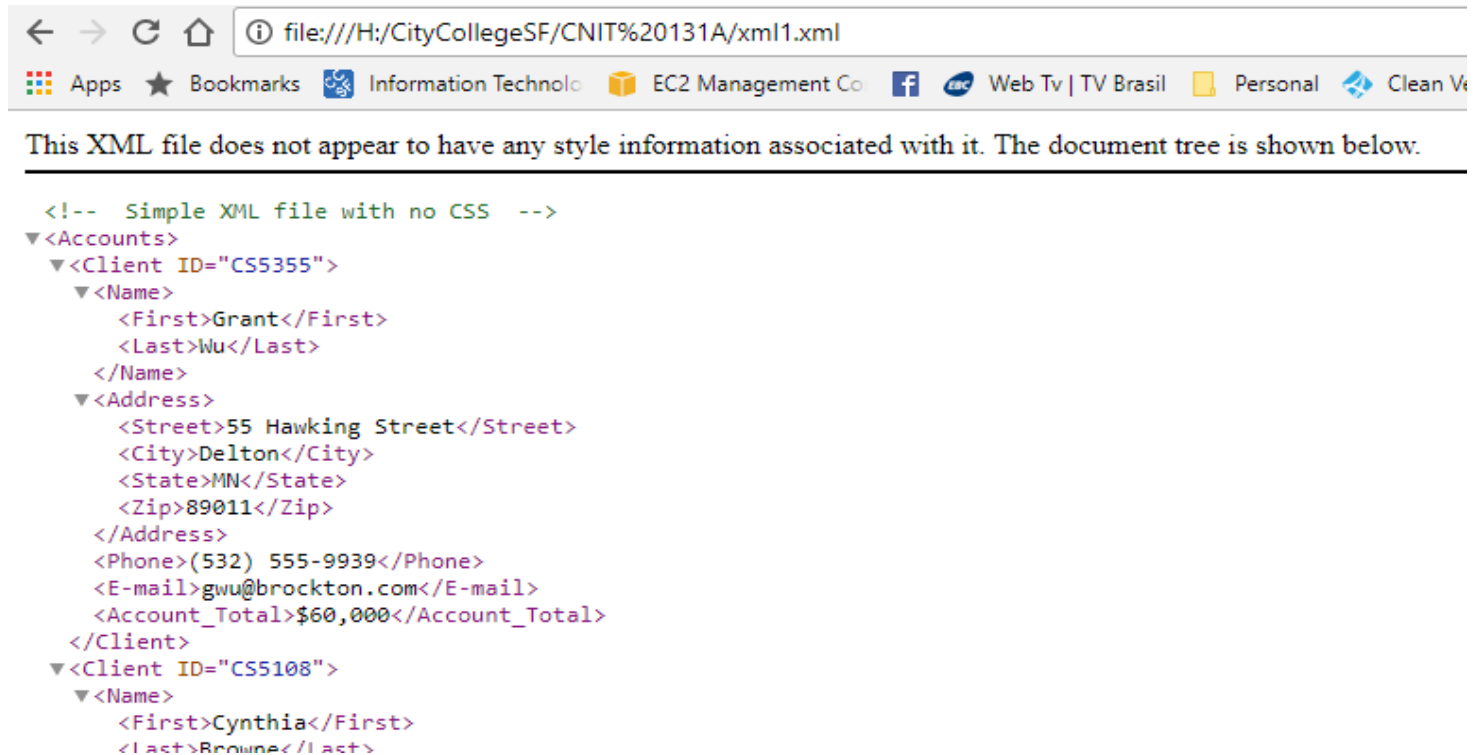 file:///H:/CityCollegeSF/CNIT%20131A/xml1.xml
Apps Bookmarks Information Technolo EC2 Management Co f EBC Web Tv | TV Brasil Personal Clean Ve
This XML file does not appear to have any style information associated with it. The document tree is shown below.
<!-- Simple XML file with no CSS -->
▼<Accounts>
▼<Client ID="CS5355">
▼<Name>
<First>Grant</First>
<Last>Wu</Last>
</Name>
▼<Address>
<Street>55 Hawking Street</Street>
<City>Delton</City>
<State>MN</State>
<Zip>89011</Zip>
</Address>
<Phone>(532) 555-9939</Phone>
<E-mail>gwu@brockton.com</E-mail>
<Account_Total>$60,000</Account_Total>
</Client>
▼<Client ID="CS5108">
▼<Name>
<First>Cynthia</First>
<Last>Browne</Last>